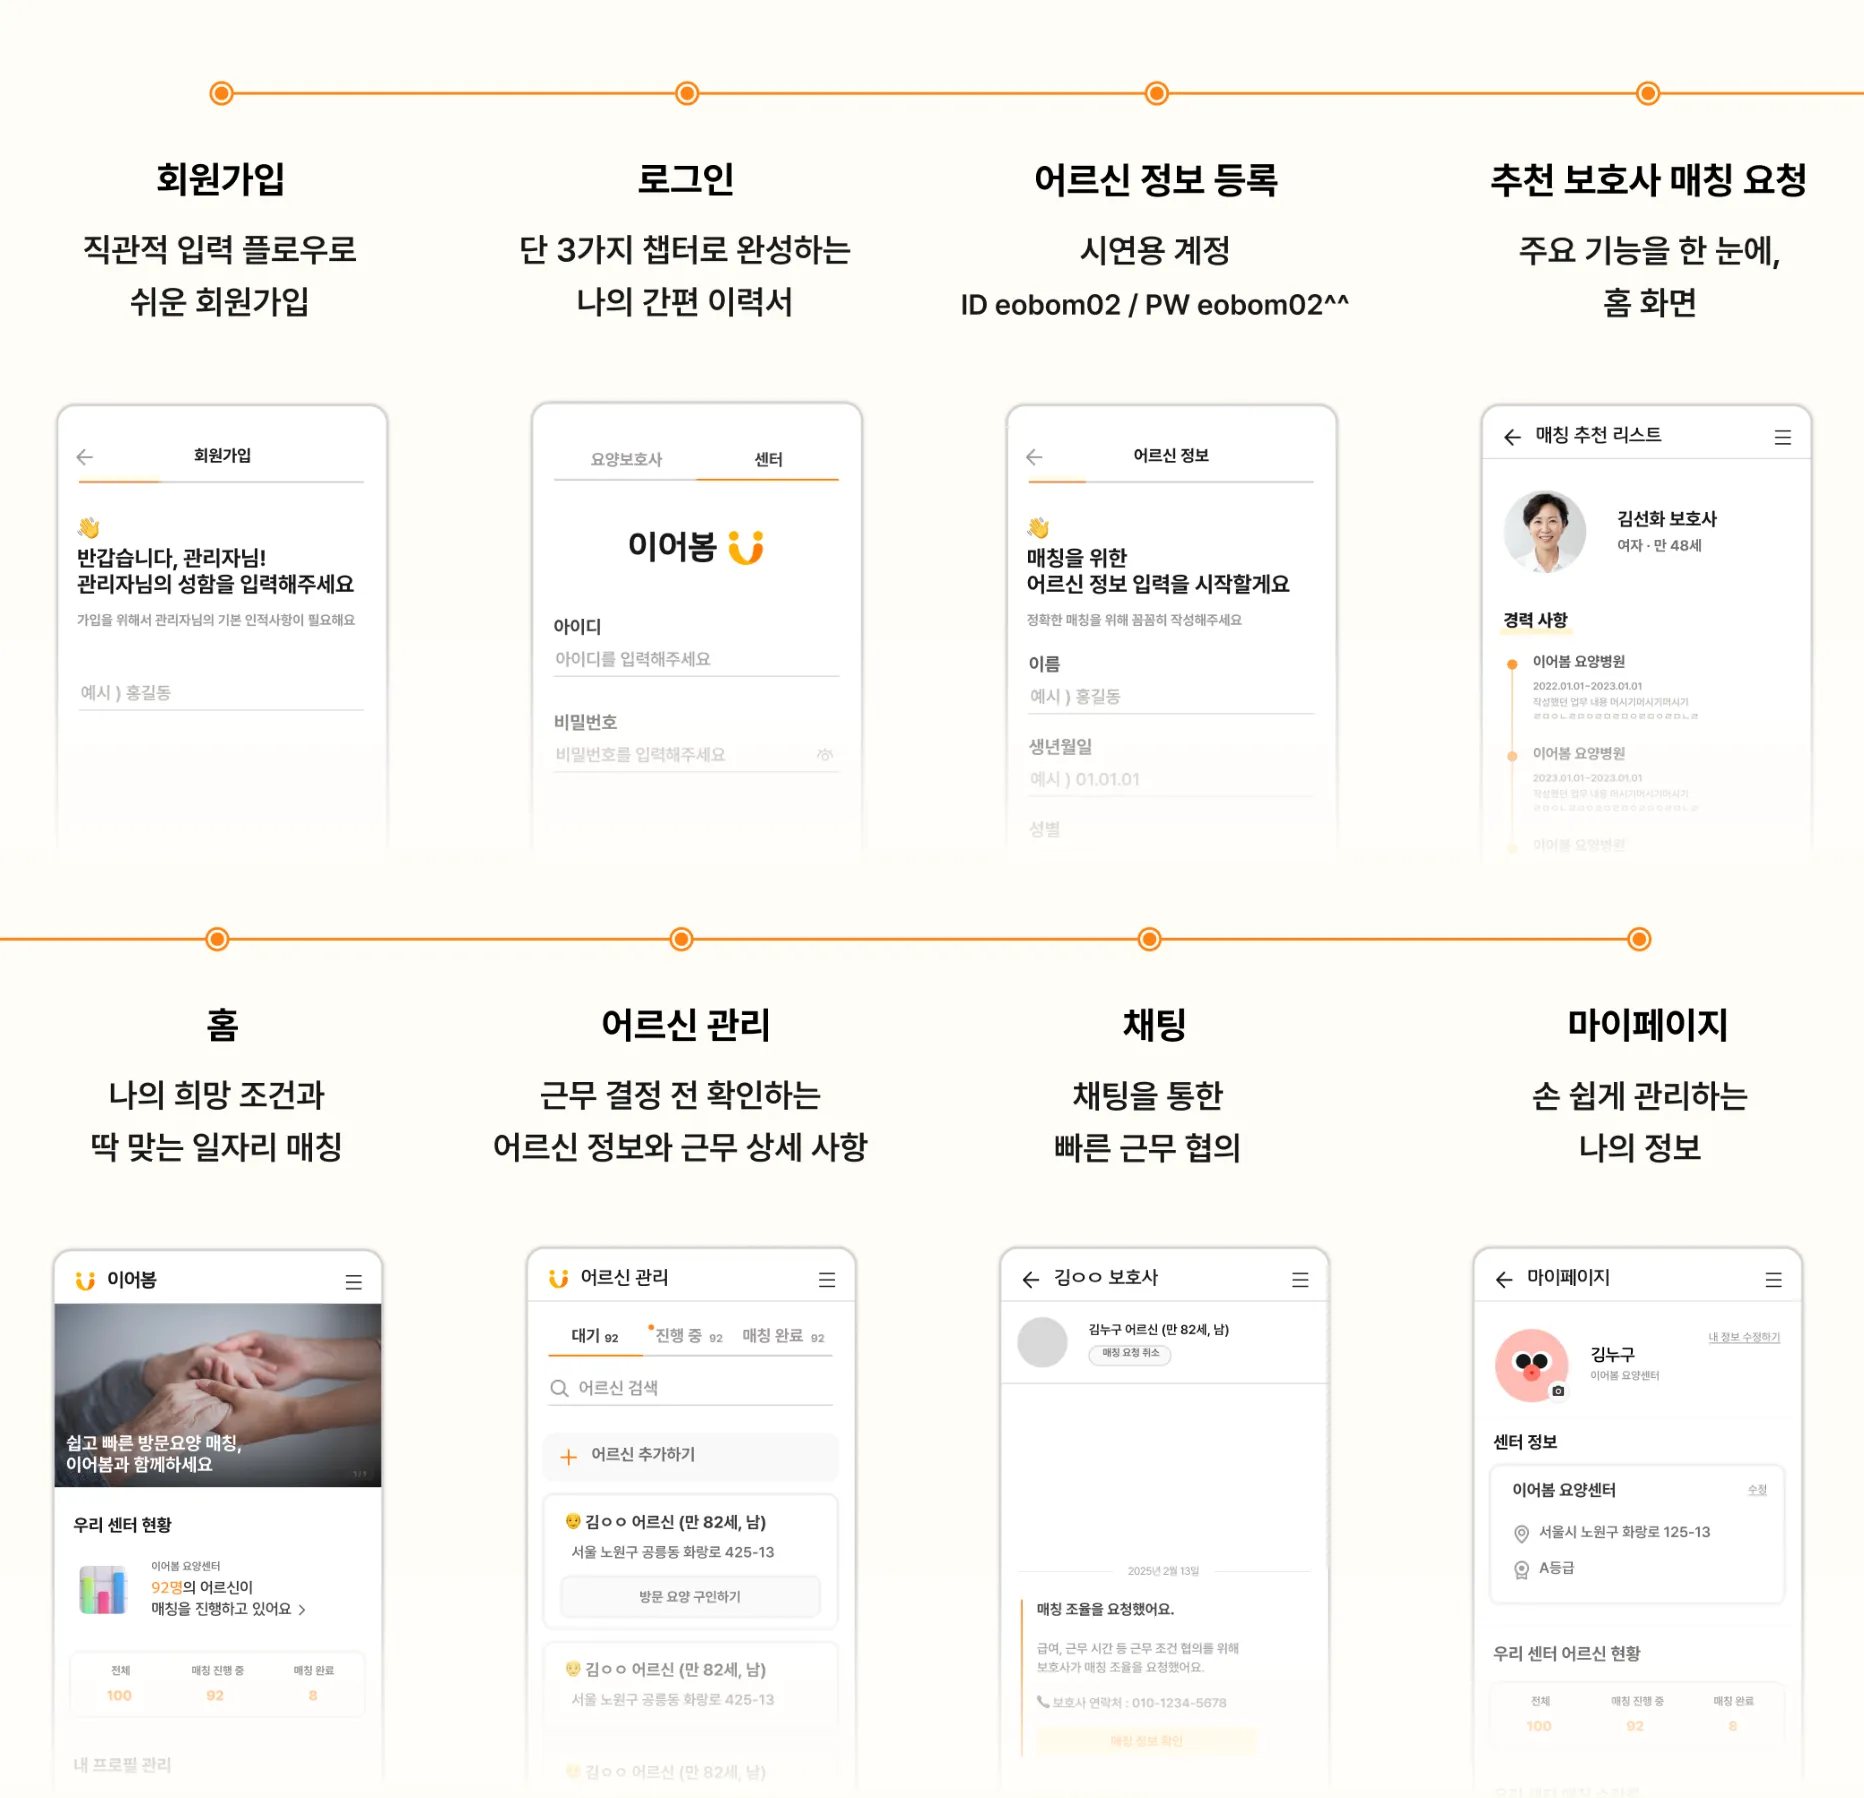 회원가입
직관적 입력 플로우로
쉬운 회원가입
로그인
단 3가지 챕터로 완성하는
나의 간편 이력서
어르신 정보 등록
시연용 계정
ID eobom02 / PW eobom02^^
추천 보호사 매칭 요청
주요 기능을 한 눈에,
홈 화면
회원가입
👋
반갑습니다, 관리자님!
관리자님의 성함을 입력해주세요
가입을 위해서 관리자님의 기본 인적사항이 필요해요
예시 ) 홍길동
요양보호사 센터
이어봄
아이디
아이디를 입력해주세요
비밀번호
비밀번호를 입력해주세요
어르신 정보
👋
매칭을 위한
어르신 정보 입력을 시작할게요
정확한 매칭을 위해 꼼꼼히 작성해주세요
이름
예시 ) 홍길동
생년월일
예시 ) 01.01.01
성별
매칭 추천 리스트
김선화 보호사
여자 · 만 48세
경력 사항
이어봄 요양병원
2022.01.01~2023.01.01
작성했던 업무 내용 머시기머시기머시기
이어봄 요양병원
2023.01.01~2023.01.01
작성했던 업무 내용 머시기머시기머시기
이어봄 요양병원
홈
나의 희망 조건과
딱 맞는 일자리 매칭
어르신 관리
근무 결정 전 확인하는
어르신 정보와 근무 상세 사항
채팅
채팅을 통한
빠른 근무 협의
마이페이지
손 쉽게 관리하는
나의 정보
이어봄
쉽고 빠른 방문요양 매칭,
이어봄과 함께하세요
우리 센터 현황
이어봄 요양센터
92명의 어르신이
매칭을 진행하고 있어요 >
전체 매칭 진행 중 매칭 완료
100 92 8
내 프로필 관리
어르신 관리
대기 92 진행 중 92 매칭 완료 92
어르신 검색
+ 어르신 추가하기
👴 김ㅇㅇ 어르신 (만 82세, 남)
서울 노원구 공릉동 화랑로 425-13
방문 요양 구인하기
👴 김ㅇㅇ 어르신 (만 82세, 남)
서울 노원구 공릉동 화랑로 425-13
김ㅇㅇ 어르신 (만 82세, 남)
김ㅇㅇ 보호사
김누구 어르신 (만 82세, 남)
매칭 요청 취소
2025년 2월 13일
매칭 조율을 요청했어요.
급여, 근무 시간 등 근무 조건 협의를 위해
보호사가 매칭 조율을 요청했어요.
📞 보호사 연락처 : 010-1234-5678
매칭 정보 확인
마이페이지
내 정보 수정하기
김누구
이어봄 요양센터
센터 정보
이어봄 요양센터 수정
서울시 노원구 화랑로 125-13
A등급
우리 센터 어르신 현황
전체 매칭 진행 중 매칭 완료
100 92 8